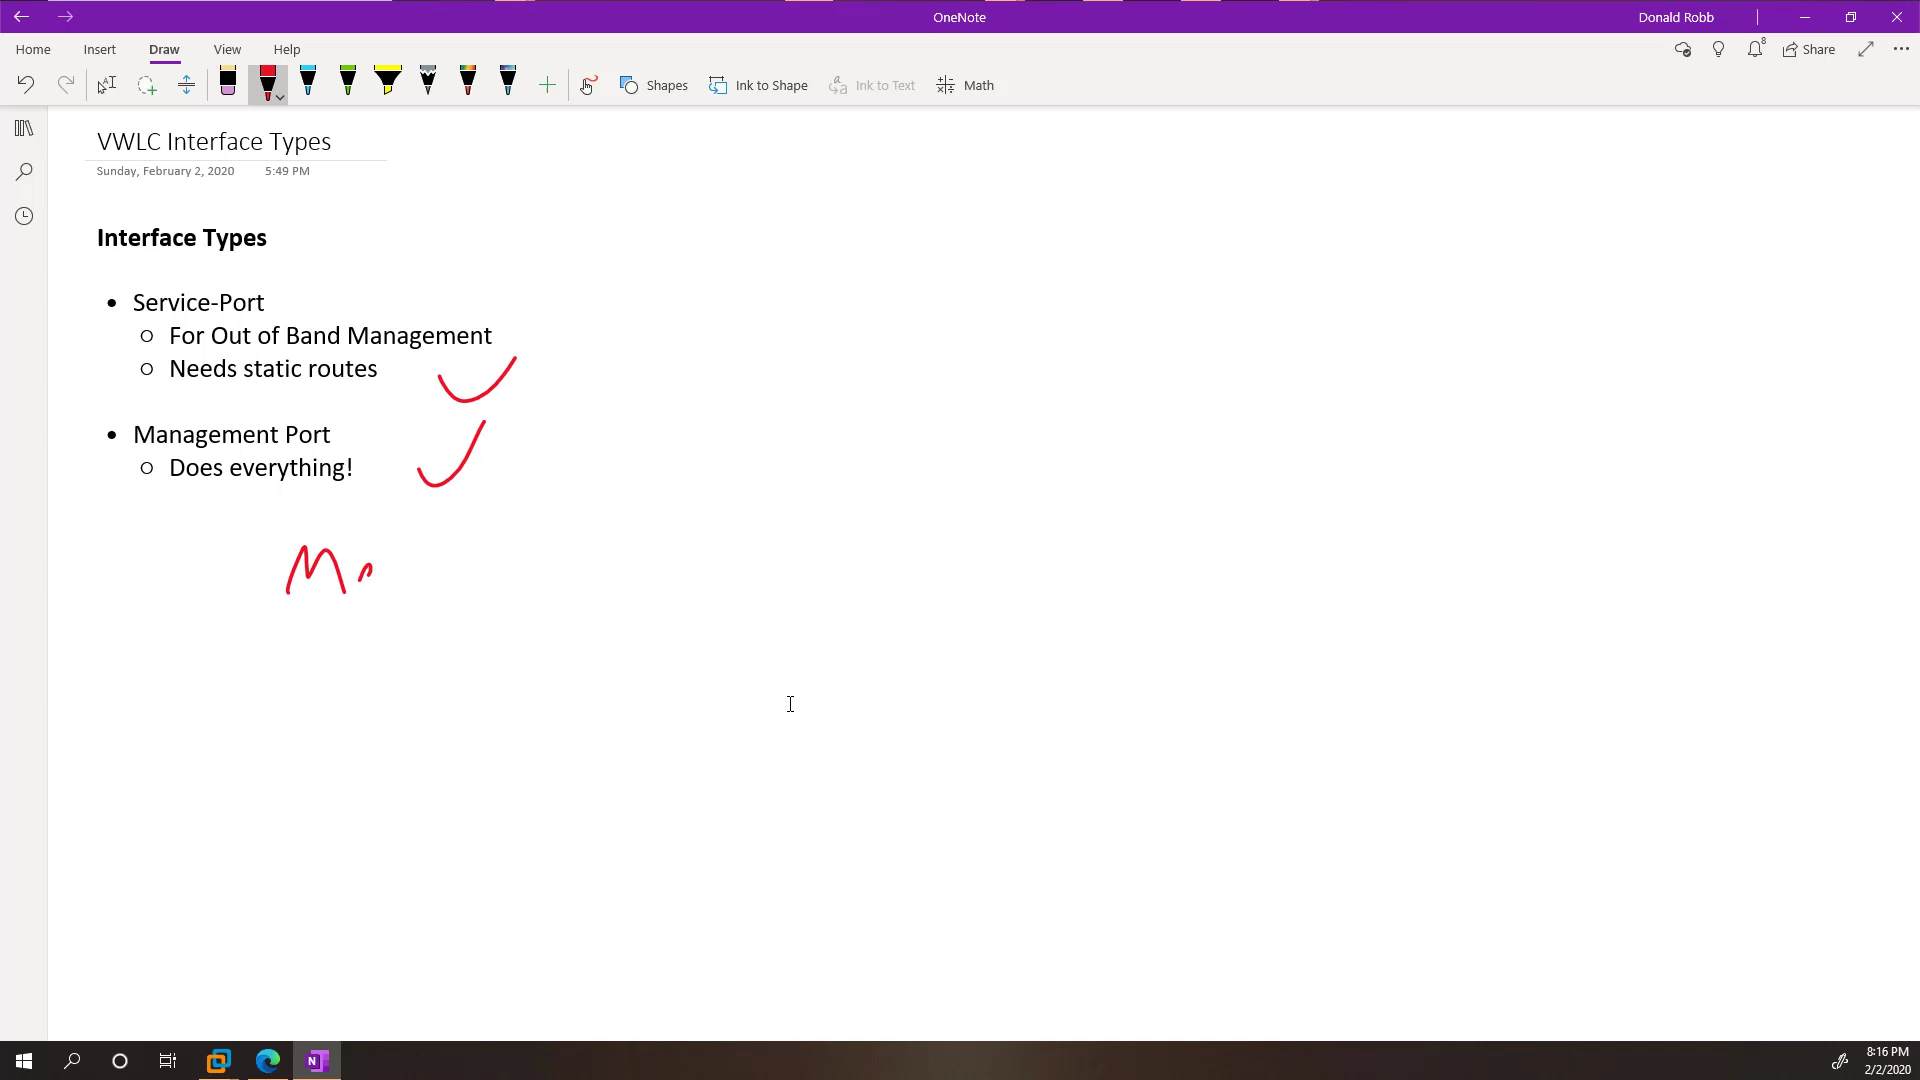 OneNote
Donald Robb
Home Insert Draw View Help
8
Share
Shapes Ink to Shape Ink to Text Math
VWLC Interface Types
Sunday, February 2, 2020 5:49 PM
Interface Types
• Service-Port
o For Out of Band Management
o Needs static routes
• Management Port
o Does everything!
M
8:16 PM
2/2/2020